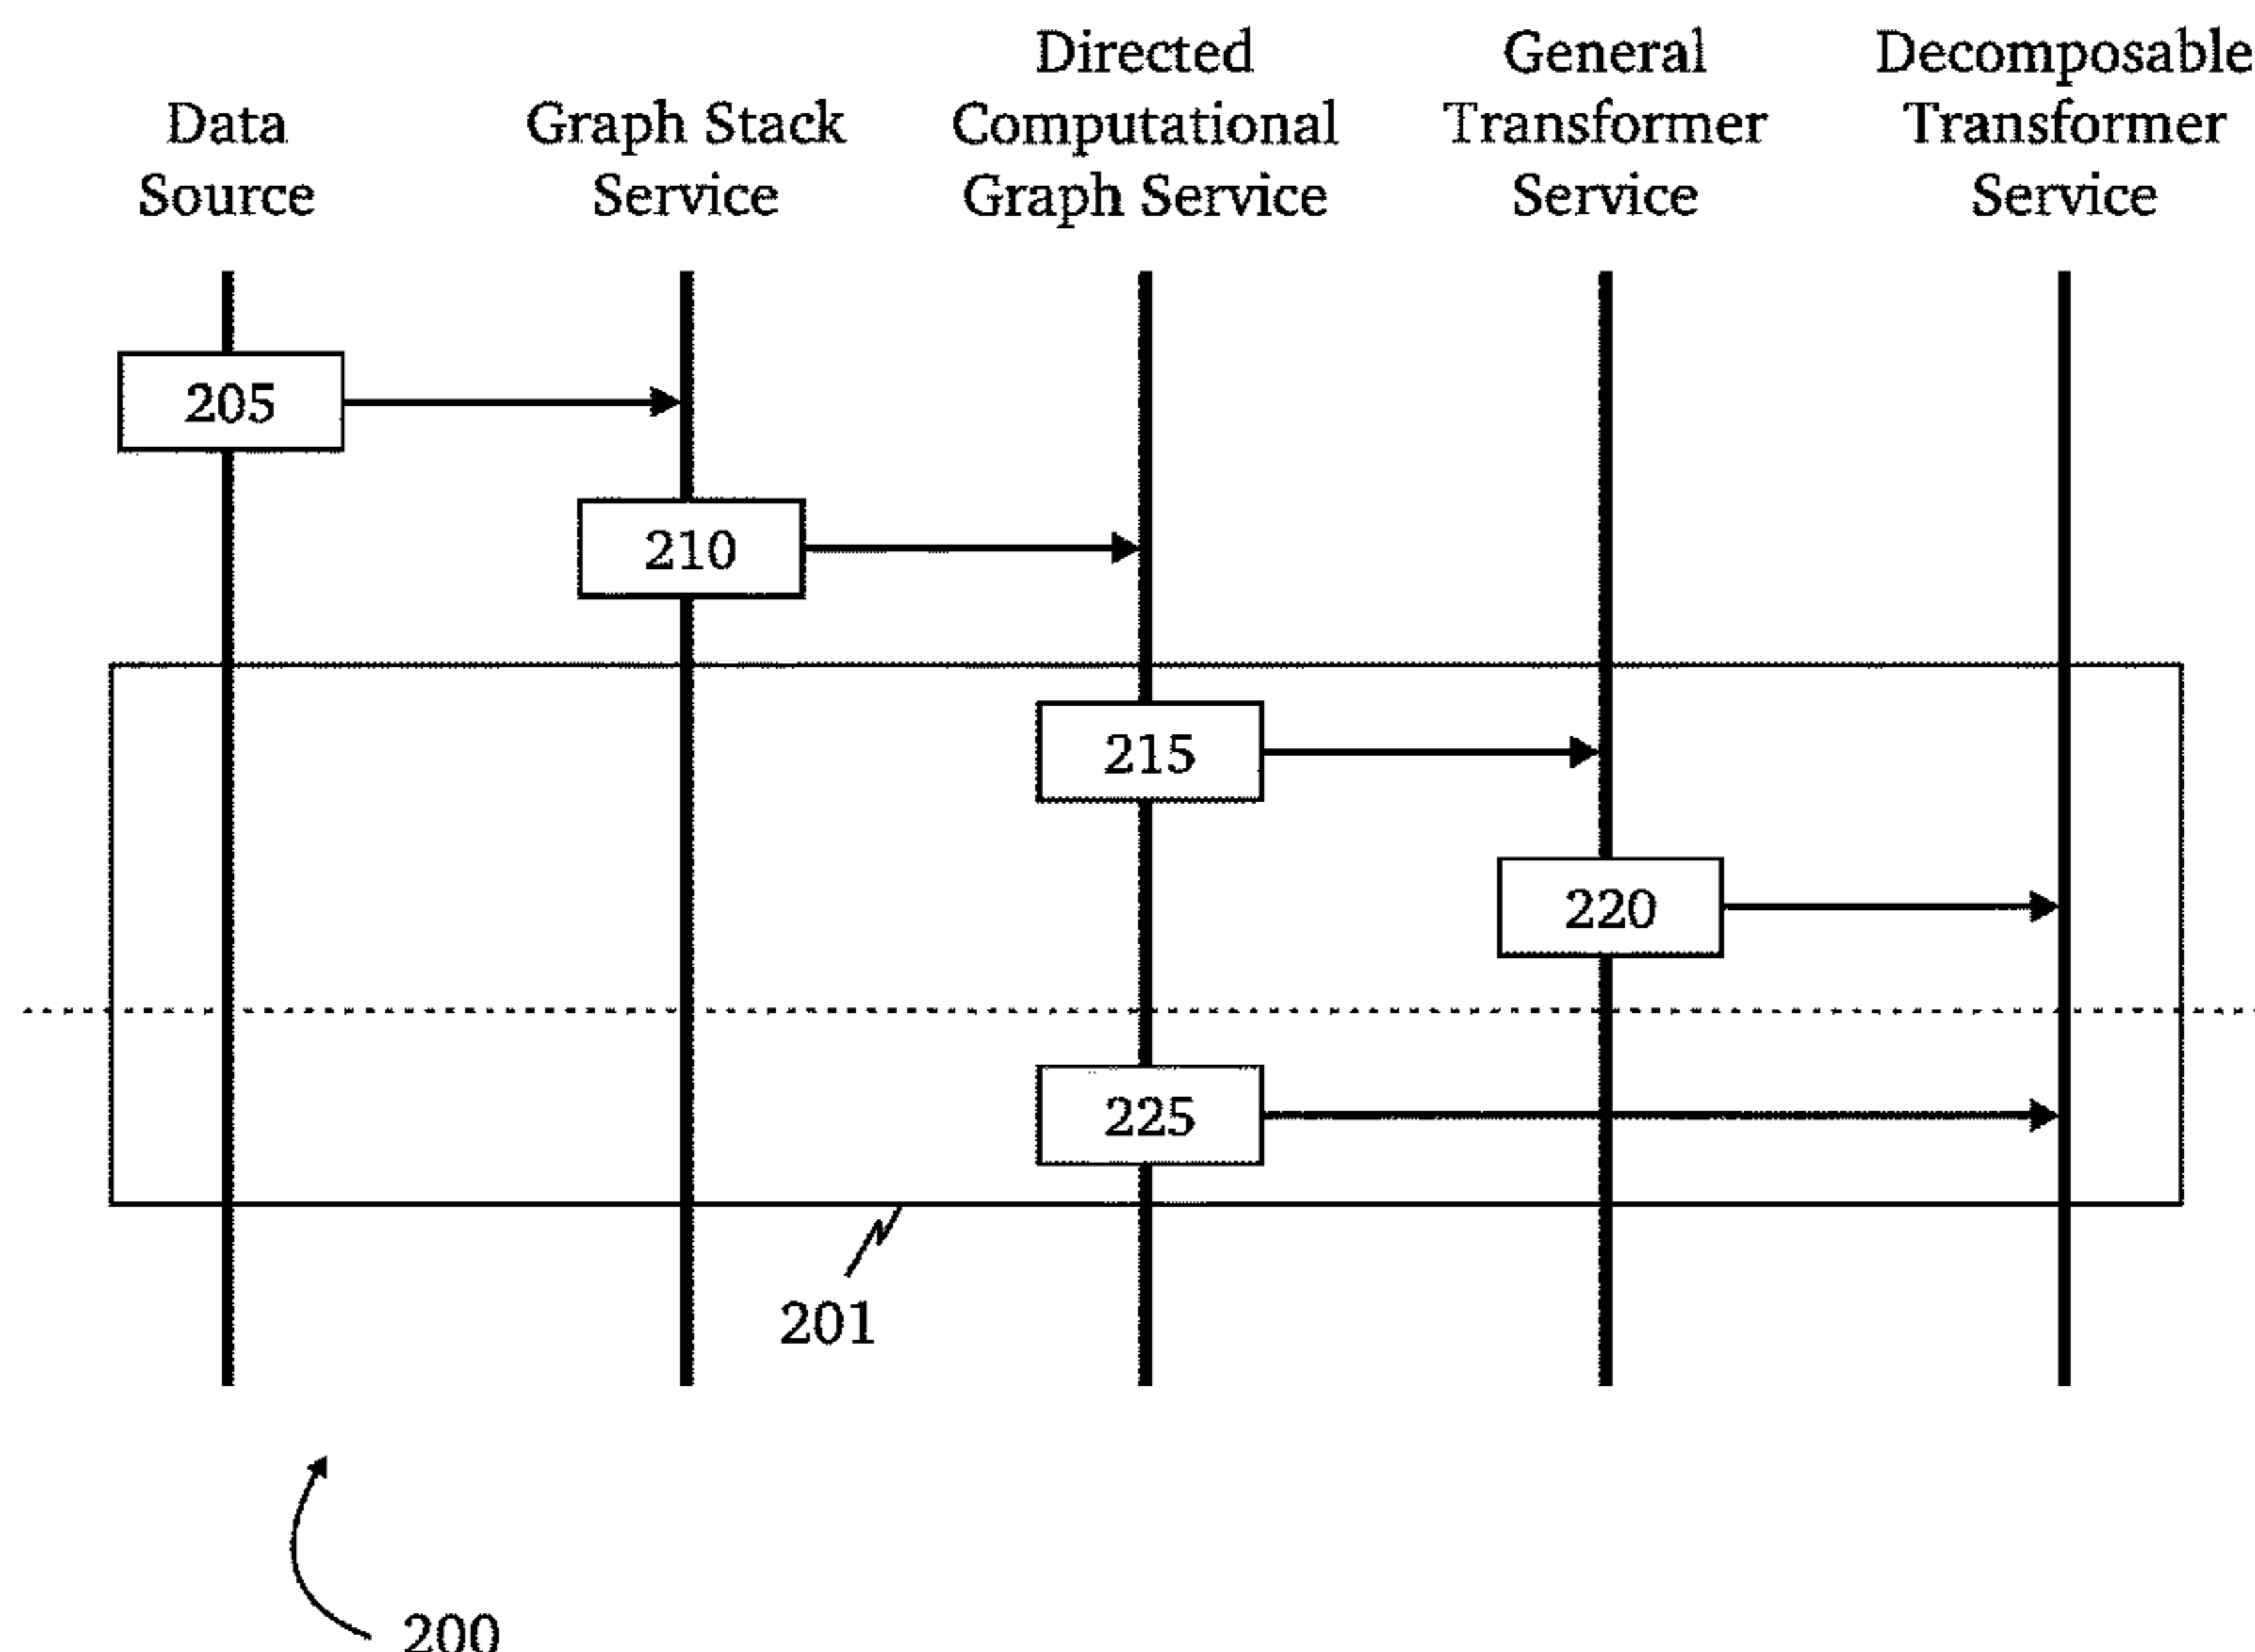 Data
Source
Graph Stack
Service
Directed
Computational
Graph Service
General
Transformer
Service
Decomposable
Transformer
Service
205
210
215
220
225
201
200